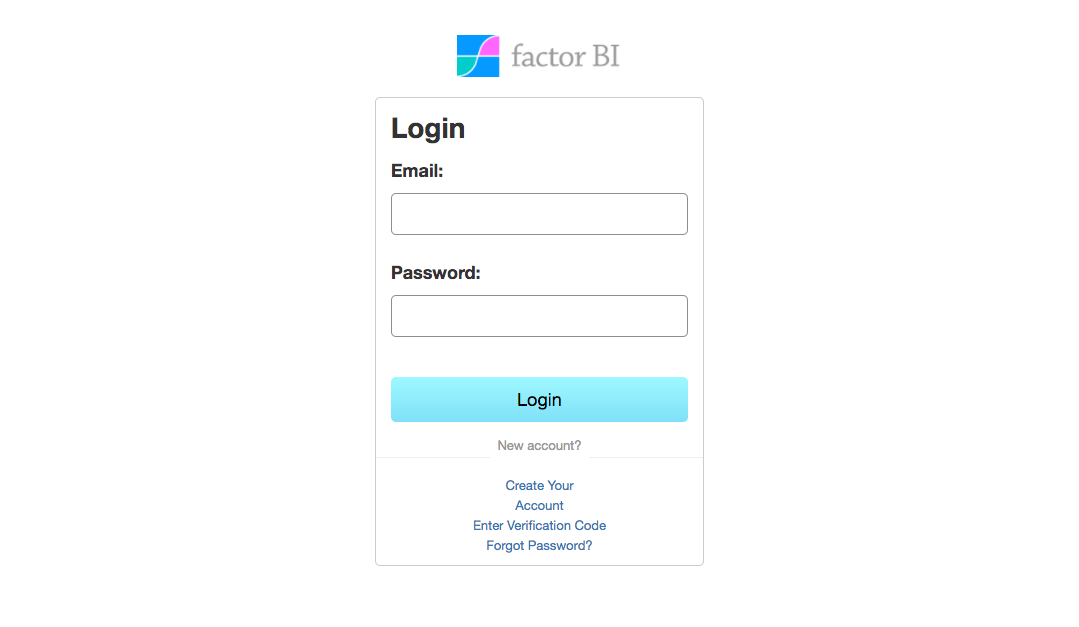 factor BI
Login
Email:
Password:
Login
New account?
Create Your
Account
Enter Verification Code
Forgot Password?